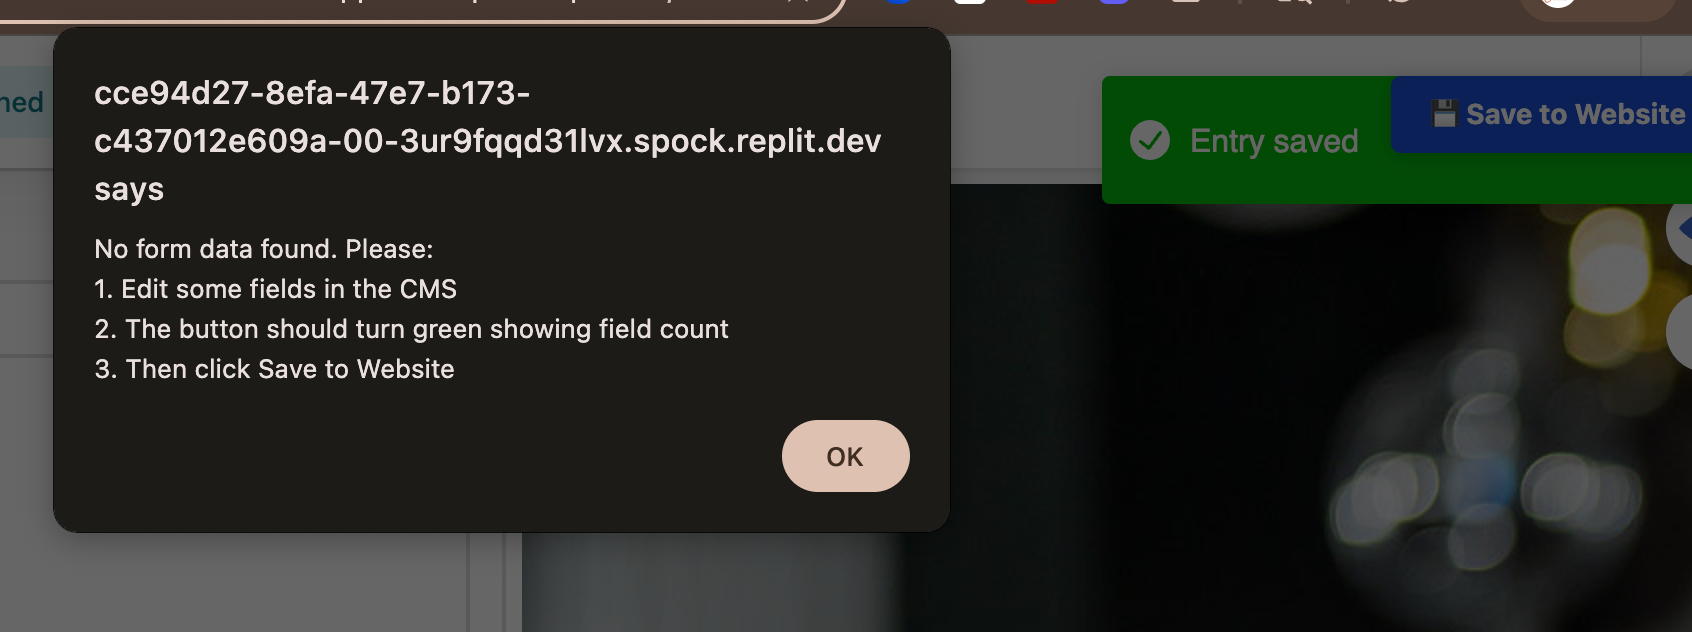 cce94d27-8efa-47e7-b173-
c437012e609a-00-3ur9fqqd31lvx.spock.replit.dev
says
No form data found. Please:
1. Edit some fields in the CMS
2. The button should turn green showing field count
3. Then click Save to Website
OK
Entry saved
💾 Save to Website